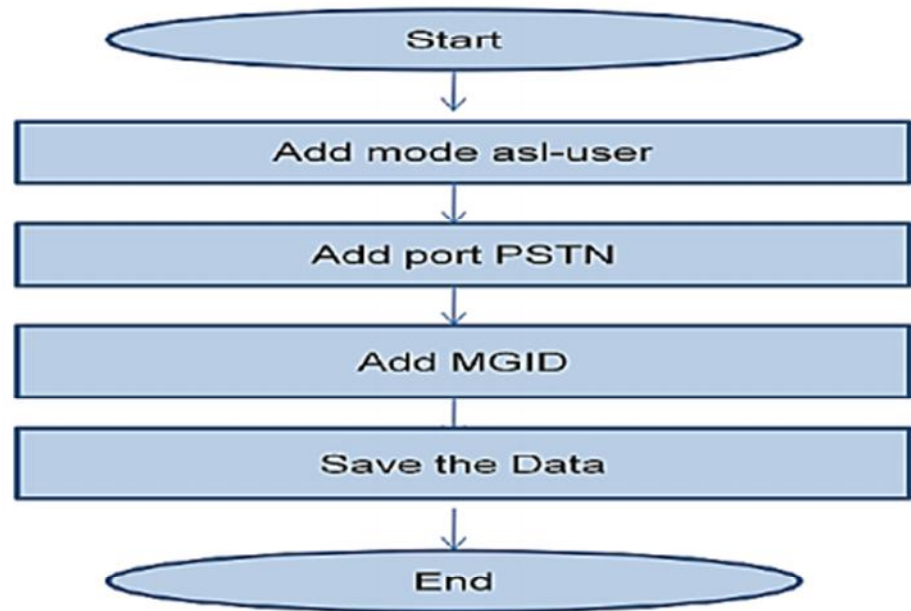 Start
Add mode asl-user
Add port PSTN
Add MGID
Save the Data
End